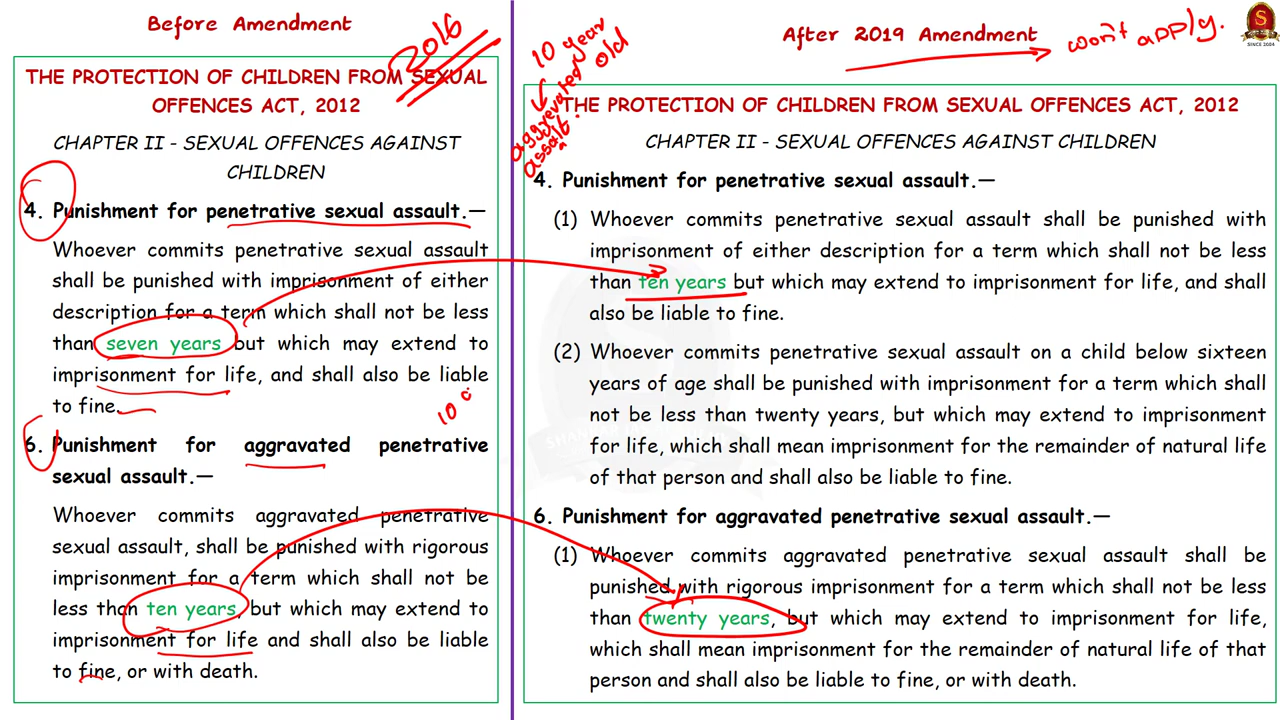 Before Amendment
2016
THE PROTECTION OF CHILDREN FROM SEXUAL
OFFENCES ACT, 2012
CHAPTER II - SEXUAL OFFENCES AGAINST
CHILDREN
4. Punishment for penetrative sexual assault.—
Whoever commits penetrative sexual assault
shall be punished with imprisonment of either
description for a term which shall not be less
than seven years but which may extend to
imprisonment for life, and shall also be liable
to fine.
10
6. Punishment for aggravated penetrative
sexual assault.—
Whoever commits aggravated penetrative
sexual assault, shall be punished with rigorous
imprisonment for a term which shall not be
less than ten years, but which may extend to
imprisonment for life and shall also be liable
to fine, or with death.
10 year
old
aggrevated
assalt.
After 2019 Amendment
won't apply.
SINCE 2004
THE PROTECTION OF CHILDREN FROM SEXUAL OFFENCES ACT, 2012
CHAPTER II - SEXUAL OFFENCES AGAINST CHILDREN
4. Punishment for penetrative sexual assault.—
(1) Whoever commits penetrative sexual assault shall be punished with
imprisonment of either description for a term which shall not be less
than ten years but which may extend to imprisonment for life, and shall
also be liable to fine.
(2) Whoever commits penetrative sexual assault on a child below sixteen
years of age shall be punished with imprisonment for a term which shall
not be less than twenty years, but which may extend to imprisonment
for life, which shall mean imprisonment for the remainder of natural life
of that person and shall also be liable to fine.
6. Punishment for aggravated penetrative sexual assault.—
(1) Whoever commits aggravated penetrative sexual assault shall be
punished with rigorous imprisonment for a term which shall not be less
than twenty years, but which may extend to imprisonment for life,
which shall mean imprisonment for the remainder of natural life of that
person and shall also be liable to fine, or with death.